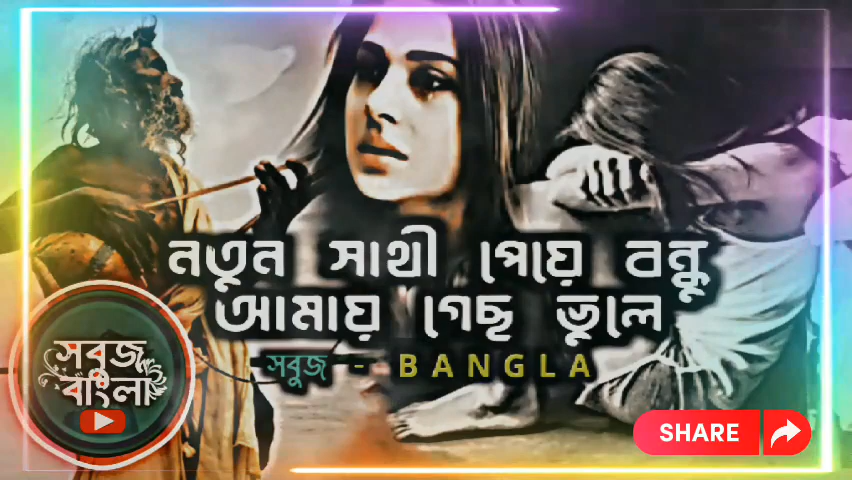 নতুন সাথী পেয়ে বন্ধু
আমায় গেছ ভুলে
সবুজ - BANGLA
সবুজ
বাংলা
SHARE